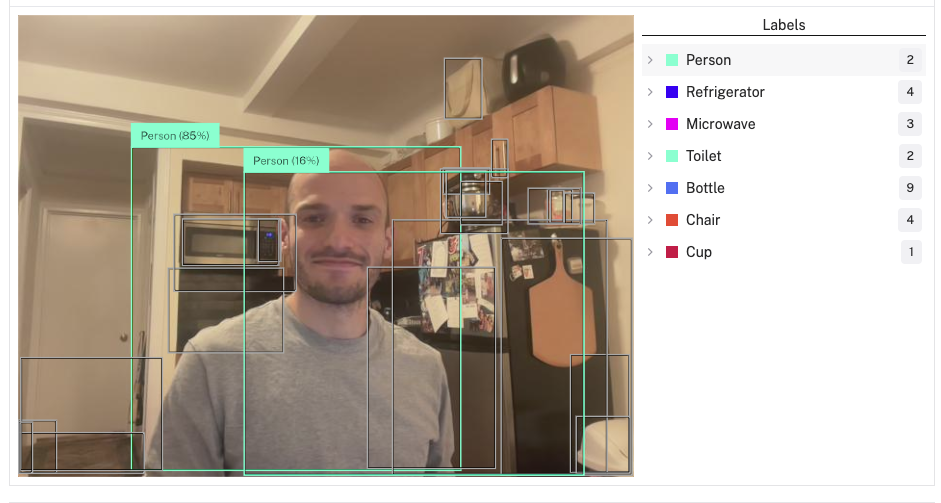 Labels
Person (85%)
Person (16%)
Person 2
Refrigerator 4
Microwave 3
Toilet 2
Bottle 9
Chair 4
Cup 1